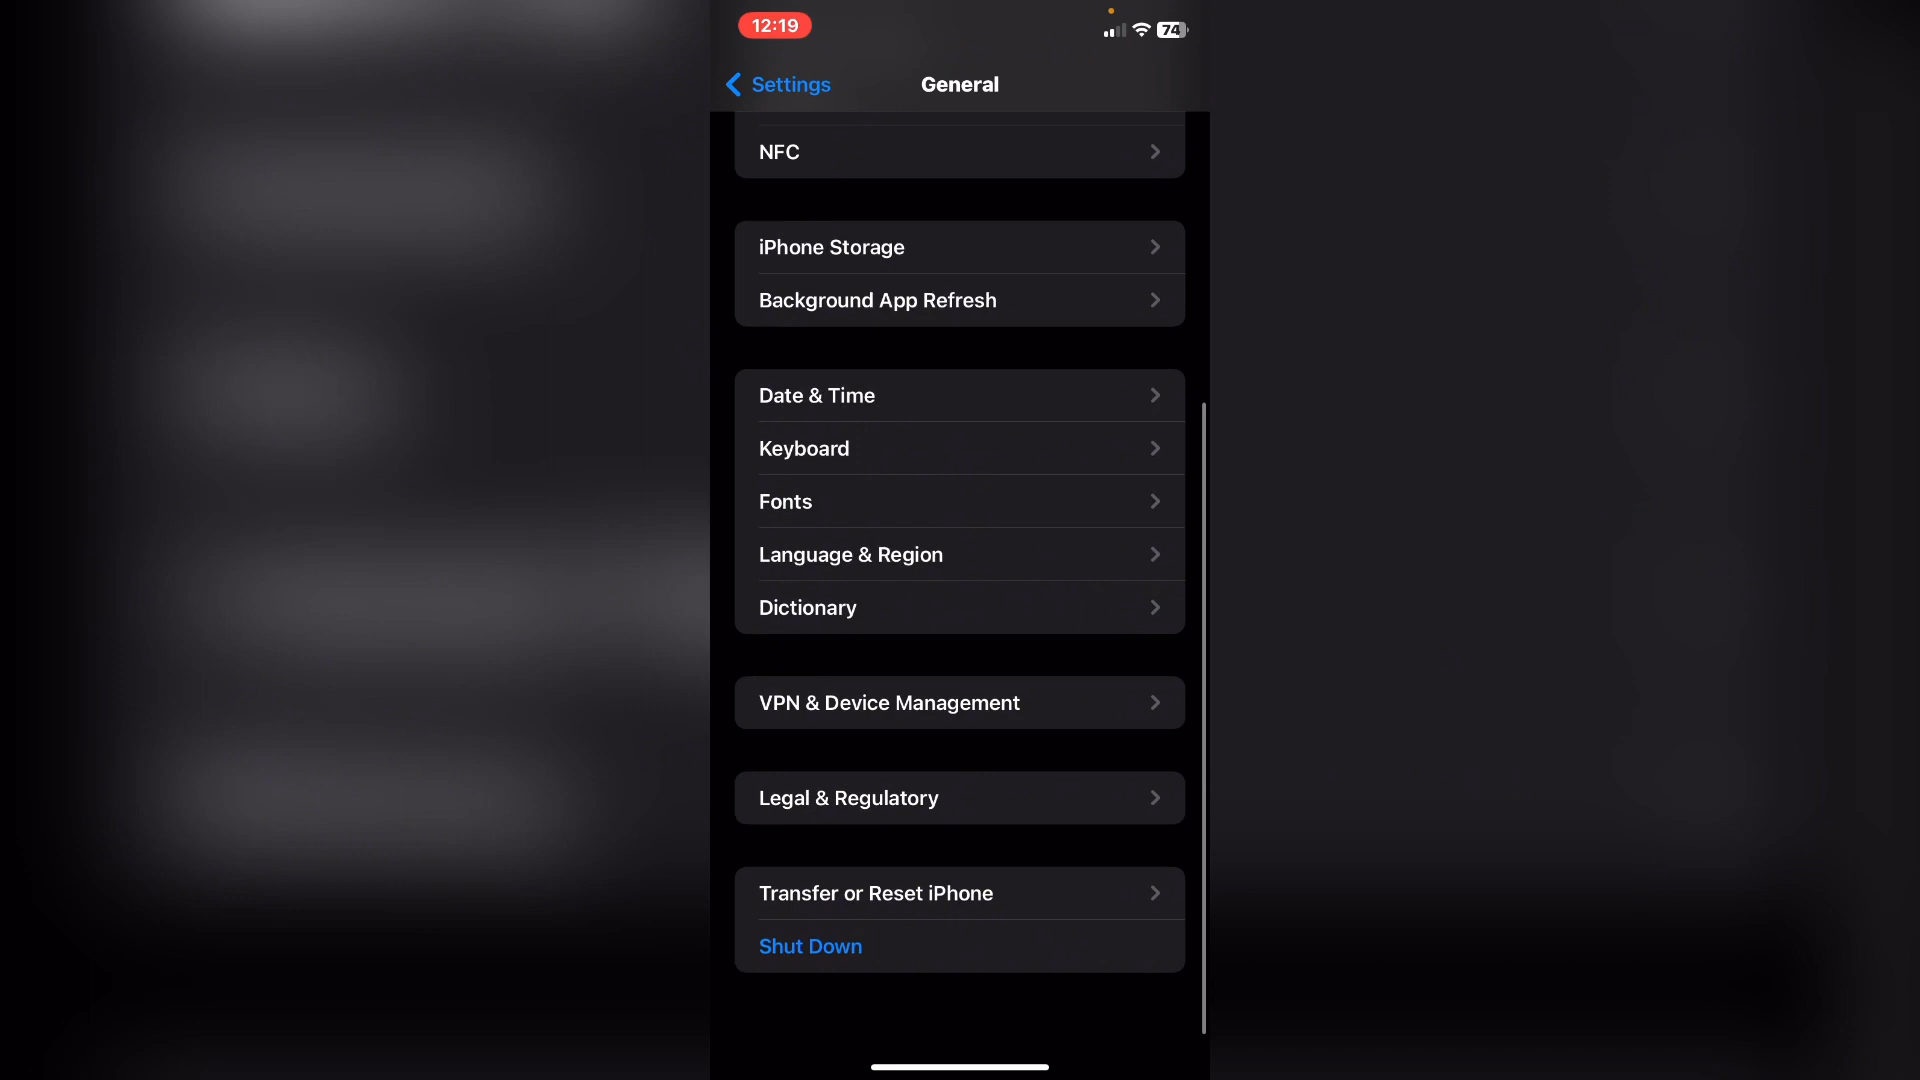 12:19
74
Settings
General
NFC
iPhone Storage
Background App Refresh
Date & Time
Keyboard
Fonts
Language & Region
Dictionary
VPN & Device Management
Legal & Regulatory
Transfer or Reset iPhone
Shut Down